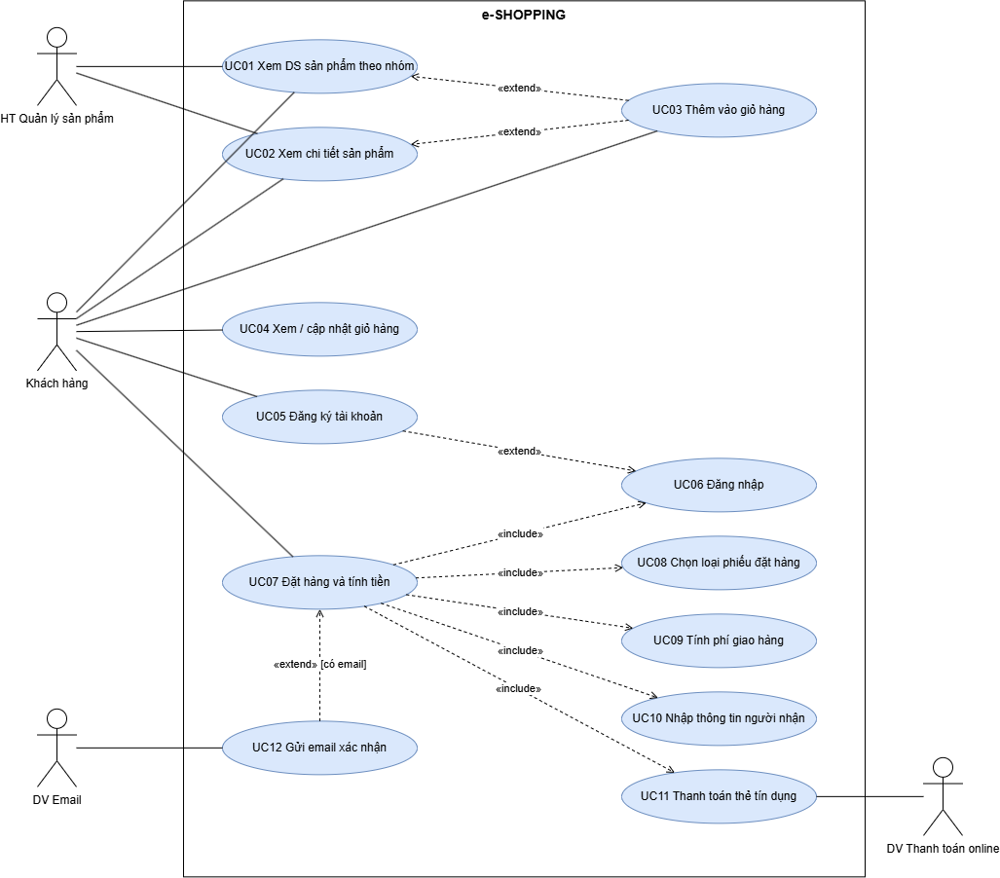 e-SHOPPING
HT Quản lý sản phẩm
UC01 Xem DS sản phẩm theo nhóm
«extend»
UC03 Thêm vào giỏ hàng
«extend»
UC02 Xem chi tiết sản phẩm
Khách hàng
UC04 Xem / cập nhật giỏ hàng
UC05 Đăng ký tài khoản
«extend»
UC06 Đăng nhập
«include»
UC07 Đặt hàng và tính tiền
«include»
UC08 Chọn loại phiếu đặt hàng
«include»
UC09 Tính phí giao hàng
«include»
«extend» [có email]
«include»
UC10 Nhập thông tin người nhận
UC12 Gửi email xác nhận
DV Email
UC11 Thanh toán thẻ tín dụng
DV Thanh toán online